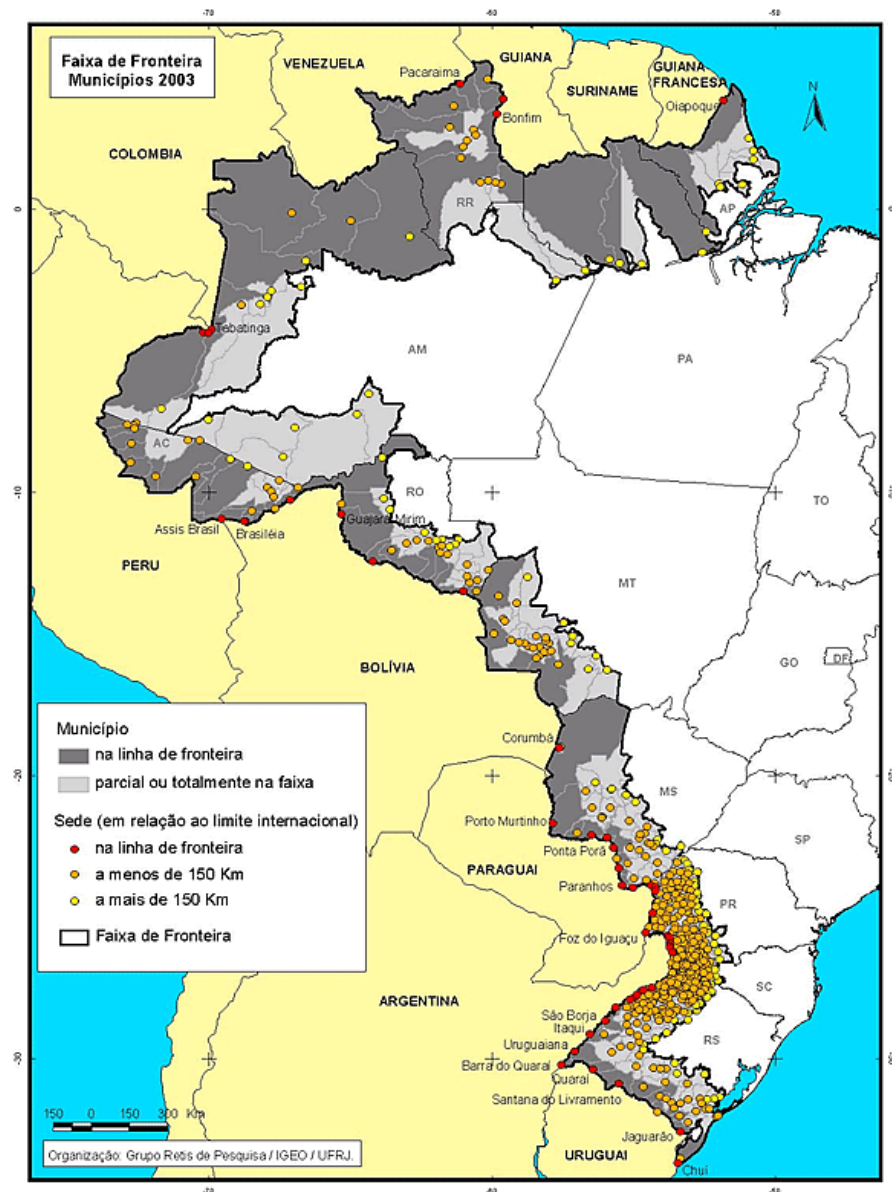 -70
-60
-50
Faixa de Fronteira
Municípios 2003
VENEZUELA
GUIANA
SURINAME
GUIANA
FRANCESA
Pacaraima
Oiapoque
Bonfim
N
COLOMBIA
0
RR
AP
Tabatinga
AM
PA
AC
-10
RO
TO
Assis Brasil
Brasiléia
Guajará Mirim
PERU
MT
BOLÍVIA
GO
DF
Município
na linha de fronteira
parcial ou totalmente na faixa
Sede (em relação ao limite internacional)
na linha de fronteira
a menos de 150 Km
a mais de 150 Km
Faixa de Fronteira
Corumbá
-20
MS
Porto Murtinho
SP
Ponta Porã
PARAGUAI
Paranhos
PR
Foz do Iguaçu
SC
ARGENTINA
São Borja
Itaqui
RS
Uruguaiana
-30
Barra do Quaraí
Quaraí
Santana do Livramento
150 0 150 300 Km
Jaguarão
Organização: Grupo Retis de Pesquisa / IGEO / UFRJ.
URUGUAI
Chuí